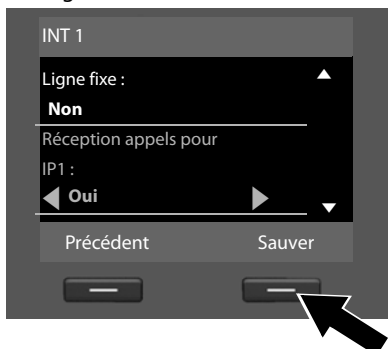 INT 1
Ligne fixe :
Non
Réception appels pour
IP1 :
Oui
Précédent Sauver